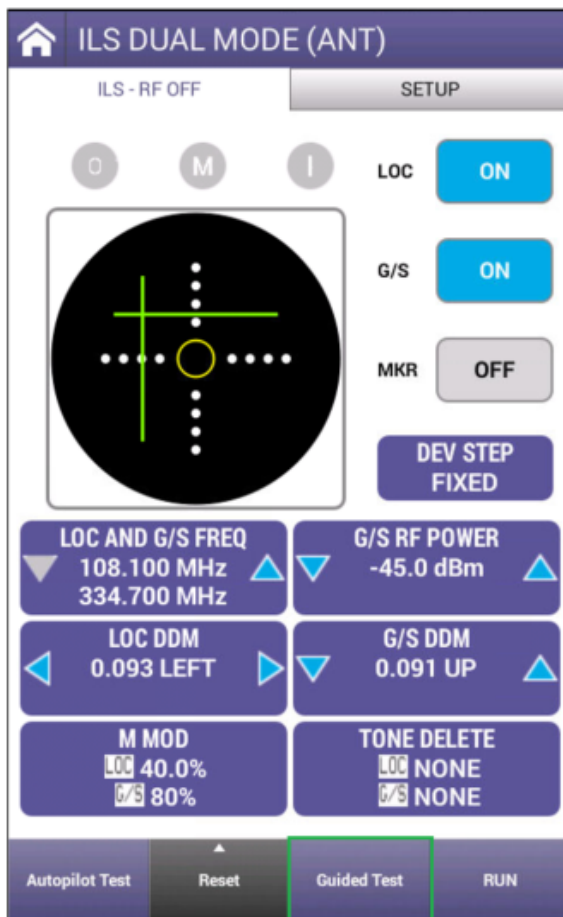 ILS DUAL MODE (ANT)
ILS - RF OFF
SETUP
O
M
I
LOC
ON
G/S
ON
MKR
OFF
DEV STEP
FIXED
LOC AND G/S FREQ
108.100 MHz
334.700 MHz
G/S RF POWER
-45.0 dBm
LOC DDM
0.093 LEFT
G/S DDM
0.091 UP
M MOD
LOC 40.0%
G/S 80%
TONE DELETE
LOC NONE
G/S NONE
Autopilot Test
Reset
Guided Test
RUN